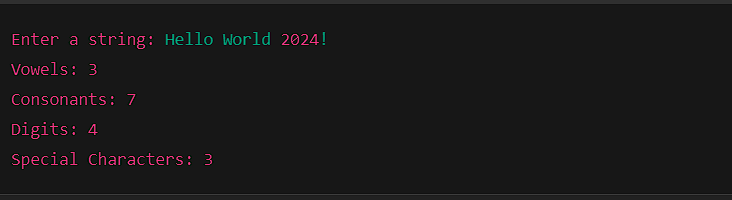 Enter a string: Hello World 2024!
Vowels: 3
Consonants: 7
Digits: 4
Special Characters: 3